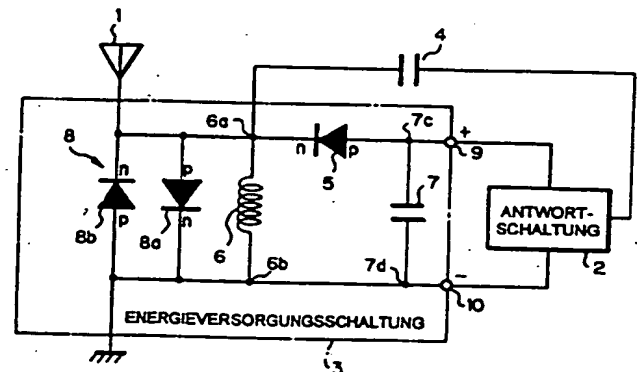 1
4
6a
7c
+
9
8
n
p
n
p
5
7
6
8b
p
8a
n
ANTWORT-
SCHALTUNG
2
6b
7d
-
10
ENERGIEVERSORGUNGSSCHALTUNG
3